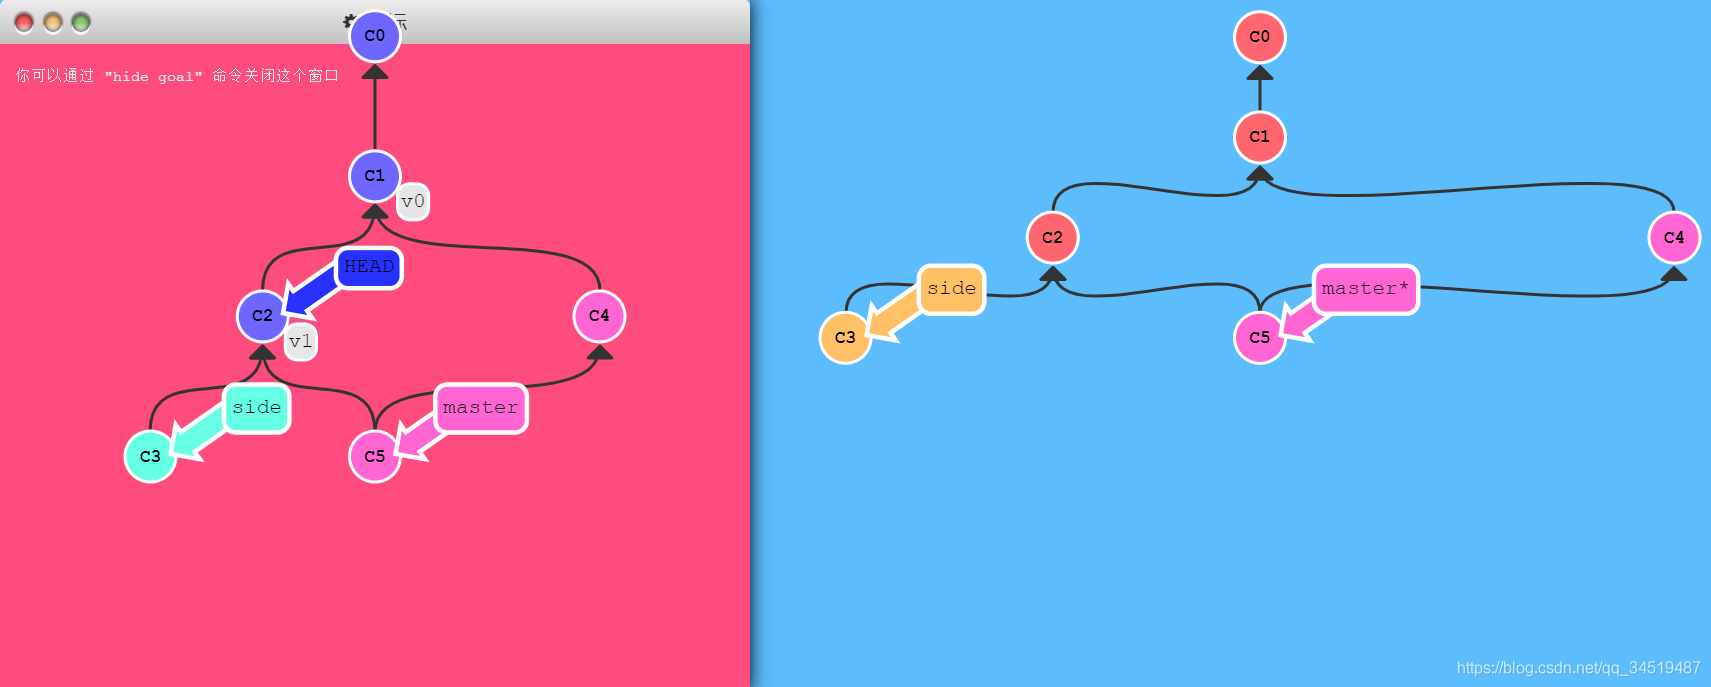 C0
你可以通过 "hide goal" 命令关闭这个窗口
C1
v0
HEAD
C2
C4
v1
side
master
C3
C5
C0
C1
C2
C4
side
master*
C3
C5
https://blog.csdn.net/qq_34519487